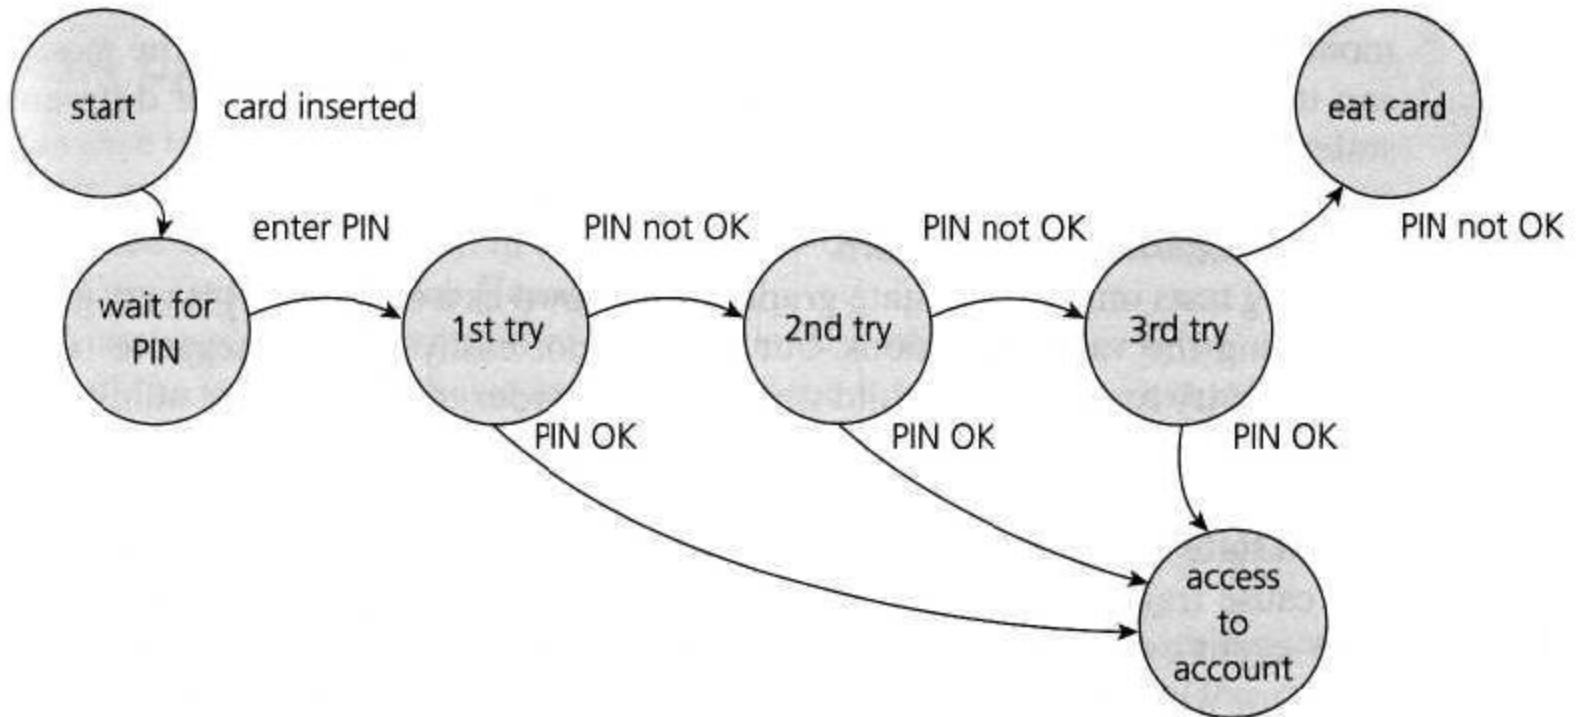 start
card inserted
eat card
enter PIN
PIN not OK
PIN not OK
PIN not OK
wait for
PIN
1st try
2nd try
3rd try
PIN OK
PIN OK
PIN OK
access
to
account